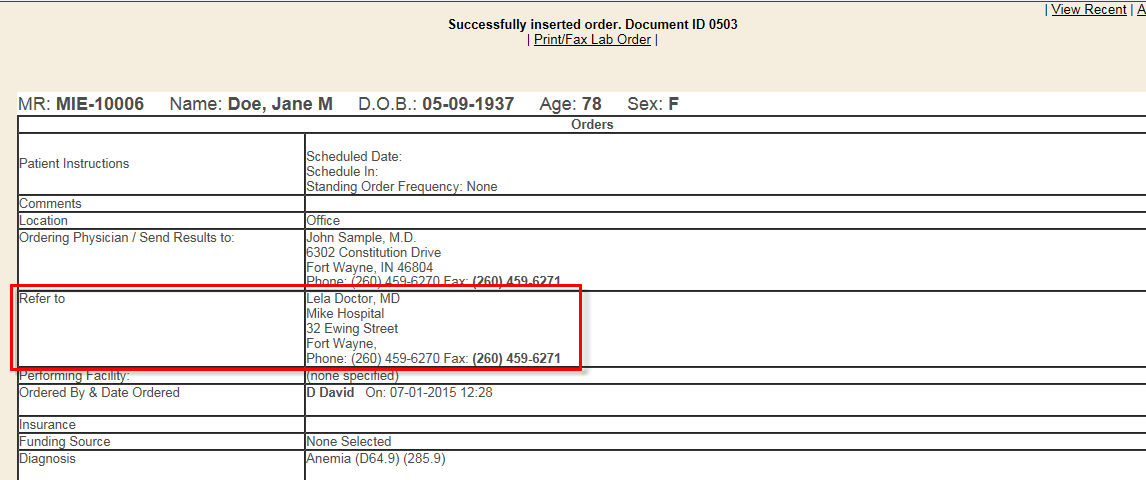 | View Recent | A
Successfully inserted order. Document ID 0503
| Print/Fax Lab Order |
MR: MIE-10006 Name: Doe, Jane M D.O.B.: 05-09-1937 Age: 78 Sex: F
Orders
Patient Instructions
Scheduled Date:
Schedule In:
Standing Order Frequency: None
Comments
Location Office
Ordering Physician / Send Results to: John Sample, M.D.
6302 Constitution Drive
Fort Wayne, IN 46804
Phone: (260) 459-6270 Fax: (260) 459-6271
Refer to Lela Doctor, MD
Mike Hospital
32 Ewing Street
Fort Wayne,
Phone: (260) 459-6270 Fax: (260) 459-6271
Performing Facility: (none specified)
Ordered By & Date Ordered D David On: 07-01-2015 12:28
Insurance
Funding Source None Selected
Diagnosis Anemia (D64.9) (285.9)